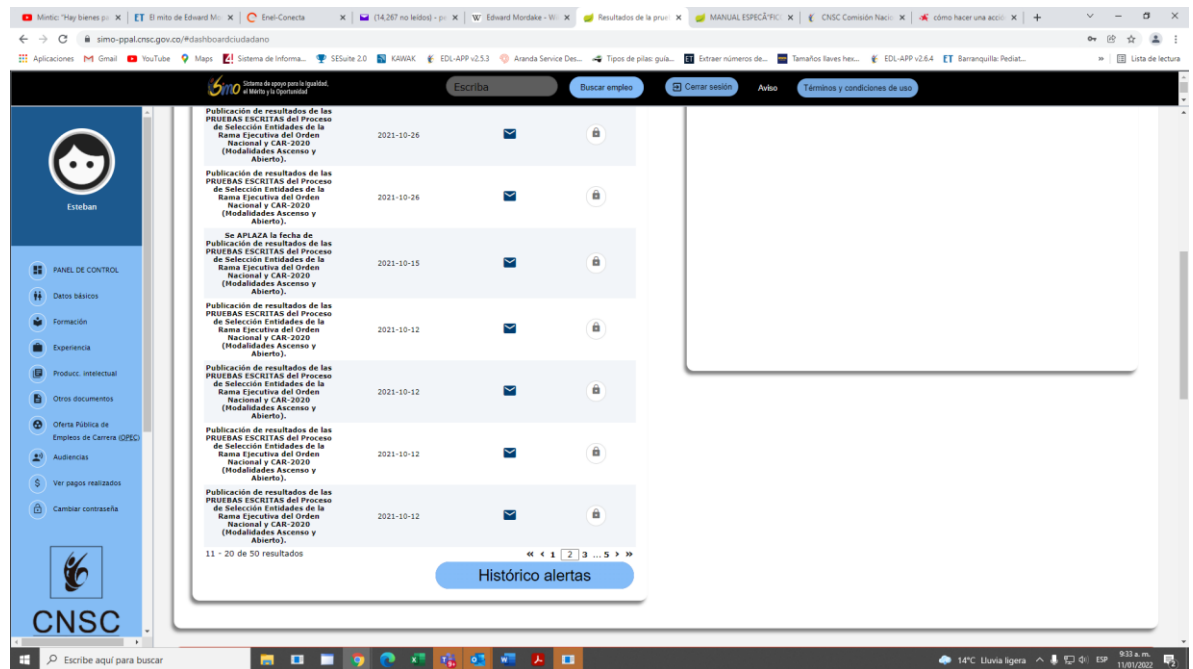 Mintic: "Hay bienes pú
ET El mito de Edward Mo
Enel-Conecta
(14,287 no leídos) - p
W Edward Mordake - Wi
Resultados de la prue
MANUAL ESPECÃ
CNSC Comisión Nacio
cómo hacer una acció
simo-ppal.cnsc.gov.co/#dashboardciudadano
Aplicaciones
Gmail
YouTube
Maps
Sistema de Informa...
SESuite 2.0
KAWAK
EDL-APP v2.5.3
Aranda Service Des...
Tipos de pilas: guía...
ET Extraer números de...
Tamaños llaves hex...
EDL-APP v2.6.4
ET Barranquilla: Pediat...
»
Lista de lectura
Simo Sistema de apoyo para la Igualdad,
el Mérito y la Oportunidad
Escriba
Buscar empleo
Cerrar sesión
Aviso
Términos y condiciones de uso
Esteban
PANEL DE CONTROL
Datos básicos
Formación
Experiencia
Producc. intelectual
Otros documentos
Oferta Pública de
Empleos de Carrera (OPEC)
Audiencias
Ver pagos realizados
Cambiar contraseña
CNSC
Publicación de resultados de las
PRUEBAS ESCRITAS del Proceso
de Selección Entidades de la
Rama Ejecutiva del Orden
Nacional y CAR-2020
(Modalidades Ascenso y
Abierto).
2021-10-26
Publicación de resultados de las
PRUEBAS ESCRITAS del Proceso
de Selección Entidades de la
Rama Ejecutiva del Orden
Nacional y CAR-2020
(Modalidades Ascenso y
Abierto).
2021-10-26
Se APLAZA la fecha de
Publicación de resultados de las
PRUEBAS ESCRITAS del Proceso
de Selección Entidades de la
Rama Ejecutiva del Orden
Nacional y CAR-2020
(Modalidades Ascenso y
Abierto).
2021-10-15
Publicación de resultados de las
PRUEBAS ESCRITAS del Proceso
de Selección Entidades de la
Rama Ejecutiva del Orden
Nacional y CAR-2020
(Modalidades Ascenso y
Abierto).
2021-10-12
Publicación de resultados de las
PRUEBAS ESCRITAS del Proceso
de Selección Entidades de la
Rama Ejecutiva del Orden
Nacional y CAR-2020
(Modalidades Ascenso y
Abierto).
2021-10-12
Publicación de resultados de las
PRUEBAS ESCRITAS del Proceso
de Selección Entidades de la
Rama Ejecutiva del Orden
Nacional y CAR-2020
(Modalidades Ascenso y
Abierto).
2021-10-12
Publicación de resultados de las
PRUEBAS ESCRITAS del Proceso
de Selección Entidades de la
Rama Ejecutiva del Orden
Nacional y CAR-2020
(Modalidades Ascenso y
Abierto).
2021-10-12
11 - 20 de 50 resultados
« ‹ 1 2 3 ... 5 › »
Histórico alertas
Escribe aquí para buscar
14°C Lluvia ligera
ESP
9:33 a. m.
11/01/2022